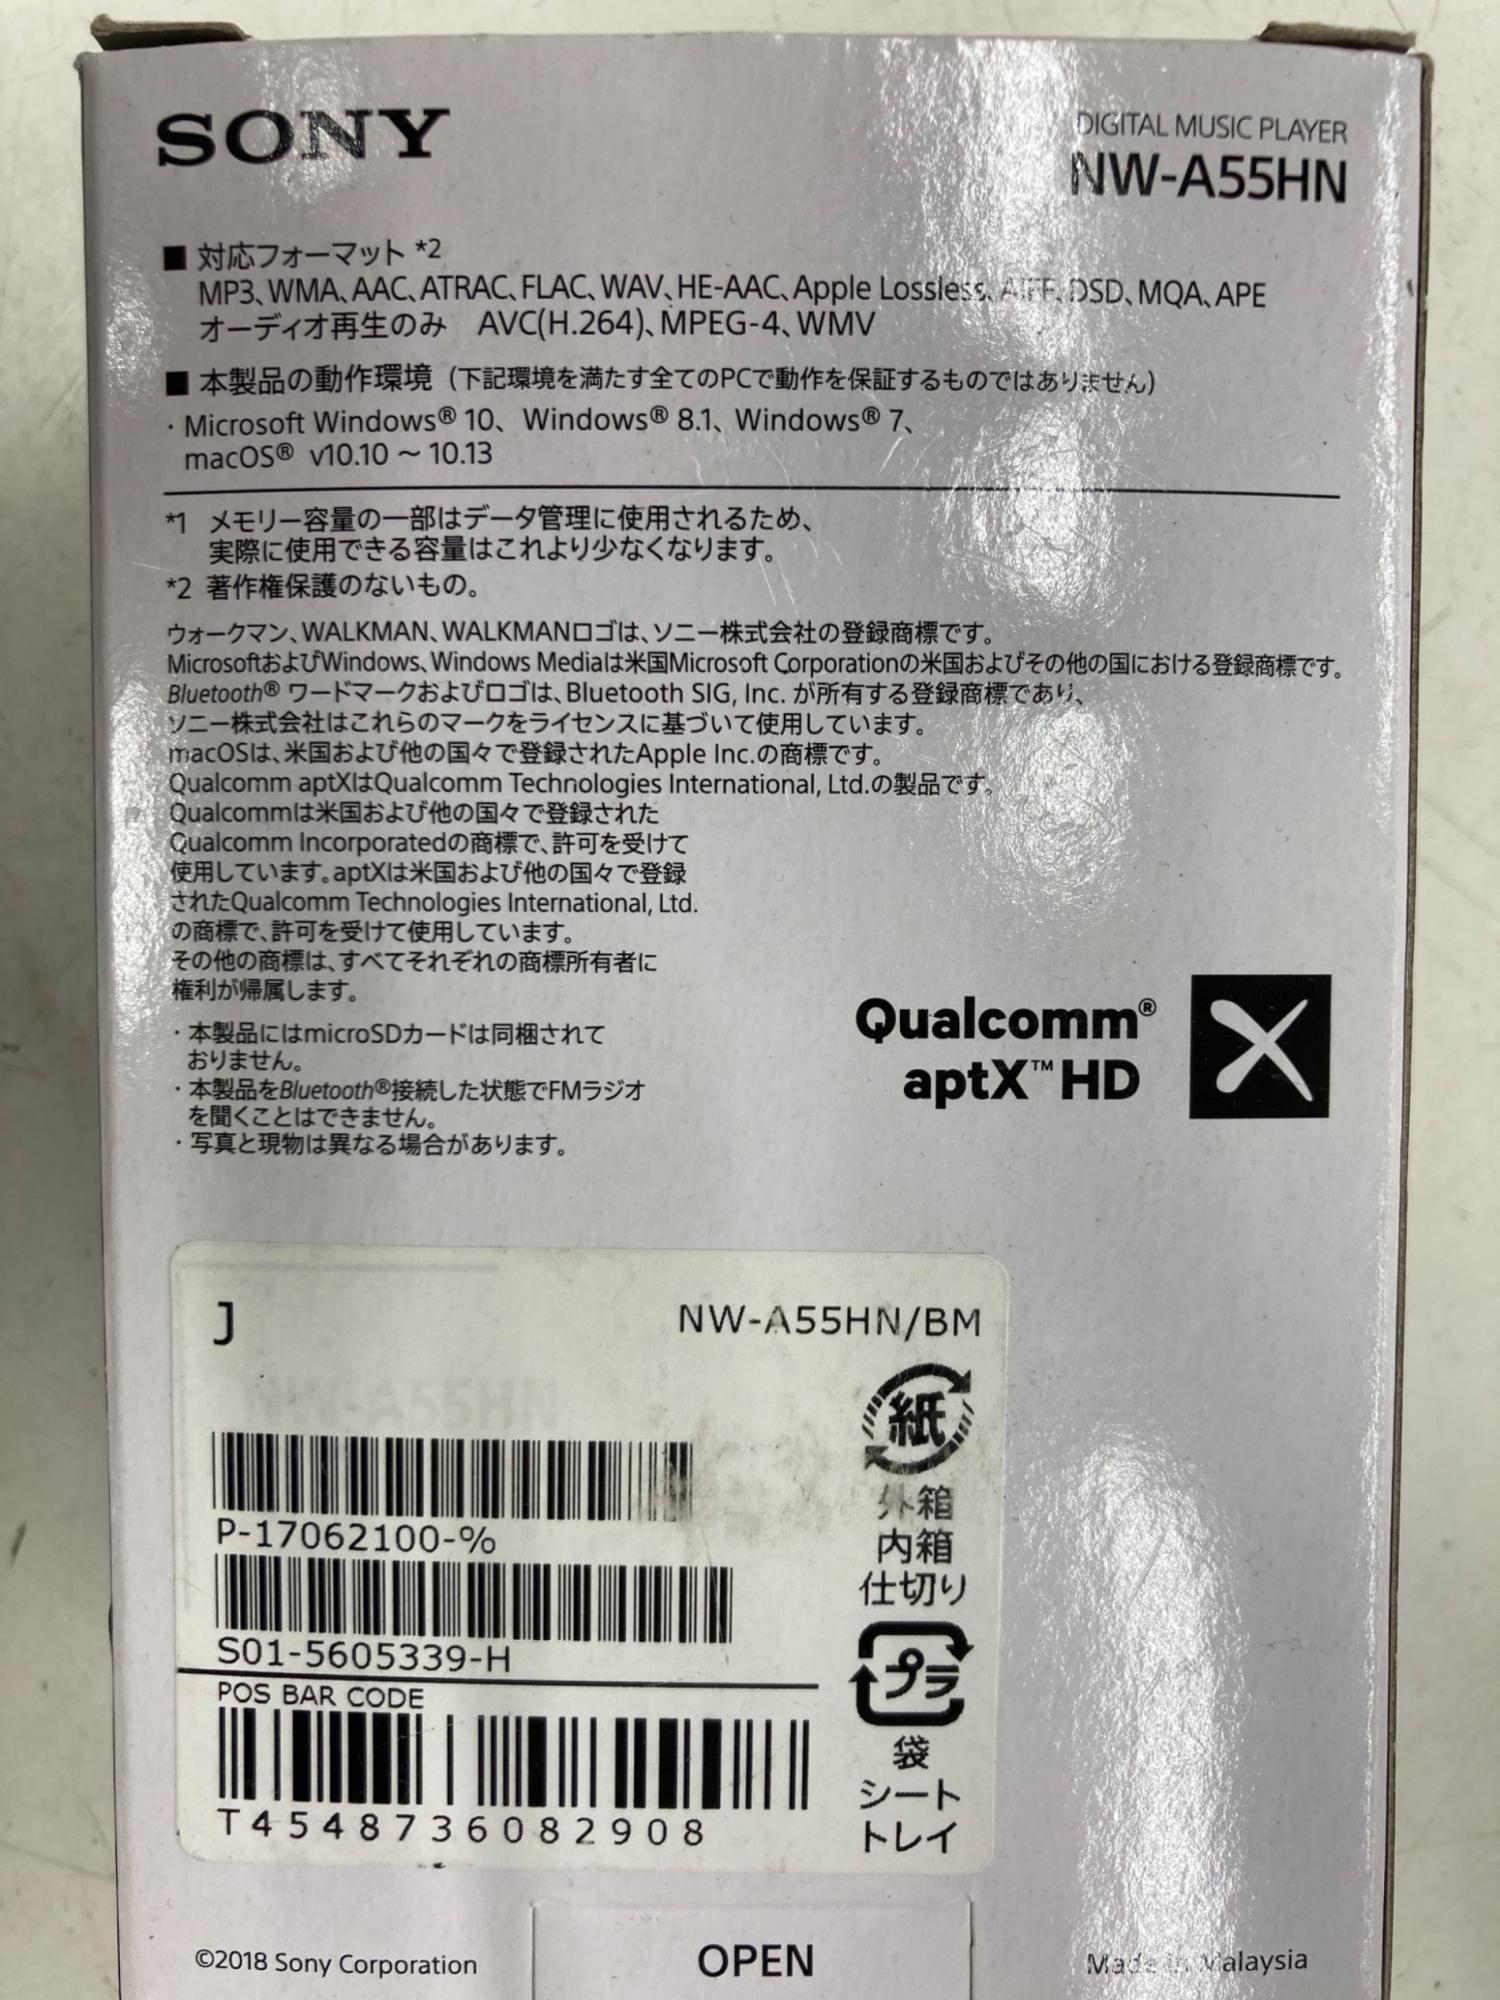 SONY
DIGITAL MUSIC PLAYER
NW-A55HN
■ 対応フォーマット *2
MP3、WMA、AAC、ATRAC、FLAC、WAV、HE-AAC、Apple Lossless、AIFF、DSD、MQA、APE
オーディオ再生のみ AVC(H.264)、MPEG-4、WMV
■ 本製品の動作環境 (下記環境を満たす全てのPCで動作を保証するものではありません)
・Microsoft Windows® 10、Windows® 8.1、Windows® 7、
macOS® v10.10 ～ 10.13
*1 メモリー容量の一部はデータ管理に使用されるため、
実際に使用できる容量はこれより少なくなります。
*2 著作権保護のないもの。
ウォークマン、WALKMAN、WALKMANロゴは、ソニー株式会社の登録商標です。
MicrosoftおよびWindows、Windows Mediaは米国Microsoft Corporationの米国およびその他の国における登録商標です。
Bluetooth® ワードマークおよびロゴは、Bluetooth SIG, Inc. が所有する登録商標であり、
ソニー株式会社はこれらのマークをライセンスに基づいて使用しています。
macOSは、米国および他の国々で登録されたApple Inc.の商標です。
Qualcomm aptXはQualcomm Technologies International, Ltd.の製品です。
Qualcommは米国および他の国々で登録された
Qualcomm Incorporatedの商標で、許可を受けて
使用しています。aptXは米国および他の国々で登録
されたQualcomm Technologies International, Ltd.
の商標で、許可を受けて使用しています。
その他の商標は、すべてそれぞれの商標所有者に
権利が帰属します。
・本製品にはmicroSDカードは同梱されて
おりません。
・本製品をBluetooth®接続した状態でFMラジオ
を聞くことはできません。
・写真と現物は異なる場合があります。
Qualcomm®
aptX™ HD
J
NW-A55HN/BM
紙
外箱
内箱
仕切り
P-17062100-%
S01-5605339-H
POS BAR CODE
T4548736082908
プラ
袋
シート
トレイ
©2018 Sony Corporation
OPEN
Made in Malaysia